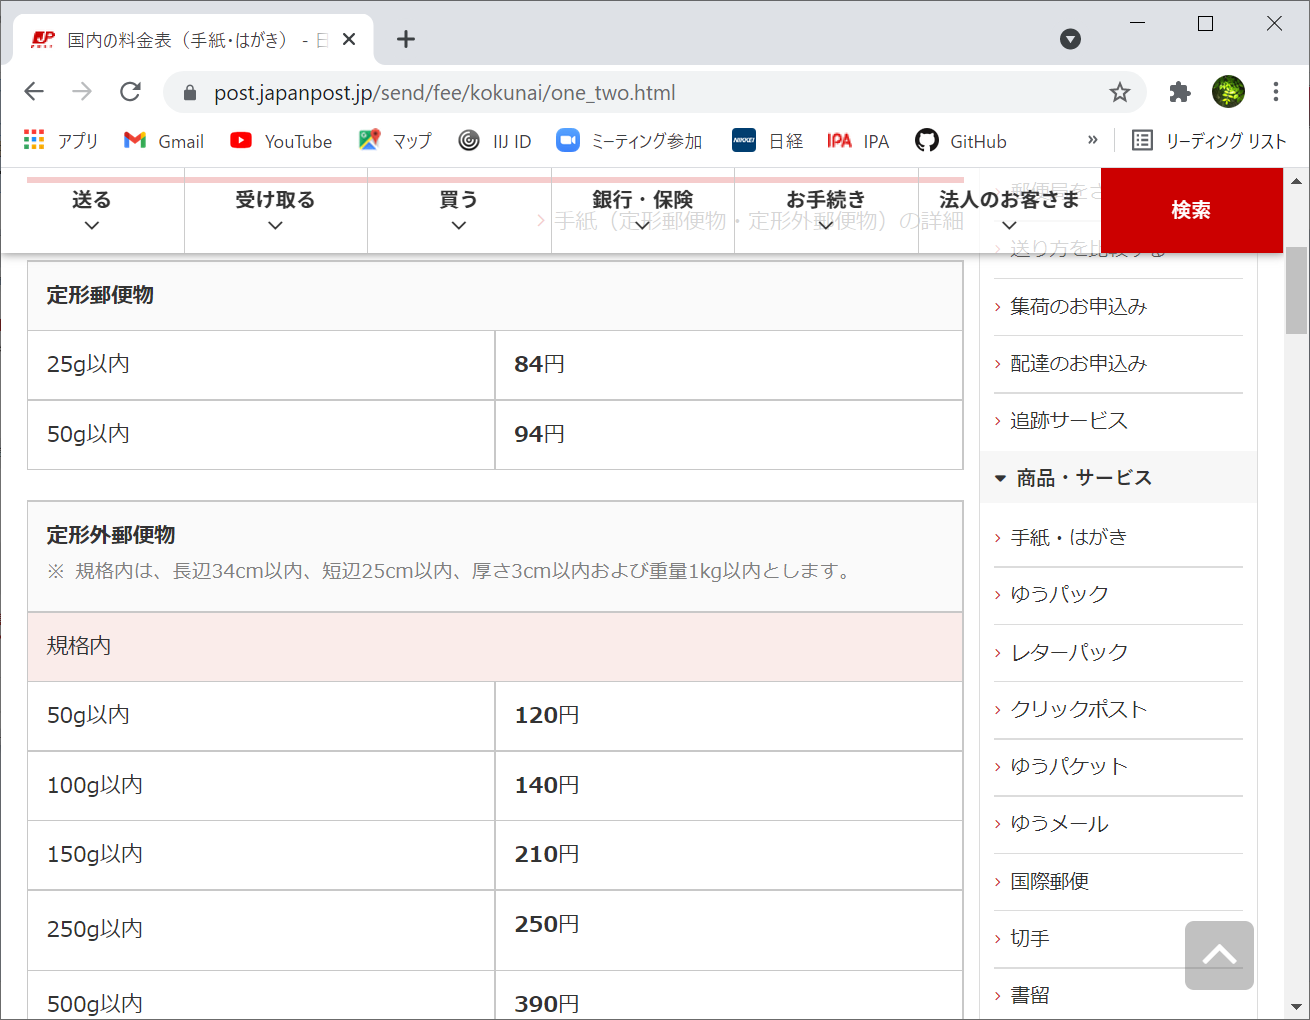 国内の料金表（手紙・はがき） - 日
post.japanpost.jp/send/fee/kokunai/one_two.html
アプリ Gmail YouTube マップ IIJ ID ミーティング参加 NIKKEI 日経 IPA IPA GitHub » リーディング リスト
送る 受け取る 買う 銀行・保険 お手続き 法人のお客さま 検索
手紙（定形郵便物・定形外郵便物）の詳細
定形郵便物
25g以内 84円
50g以内 94円
定形外郵便物
※ 規格内は、長辺34cm以内、短辺25cm以内、厚さ3cm以内および重量1kg以内とします。
規格内
50g以内 120円
100g以内 140円
150g以内 210円
250g以内 250円
500g以内 390円
郵便局をさ
送り方を比較する
集荷のお申込み
配達のお申込み
追跡サービス
商品・サービス
手紙・はがき
ゆうパック
レターパック
クリックポスト
ゆうパケット
ゆうメール
国際郵便
切手
書留